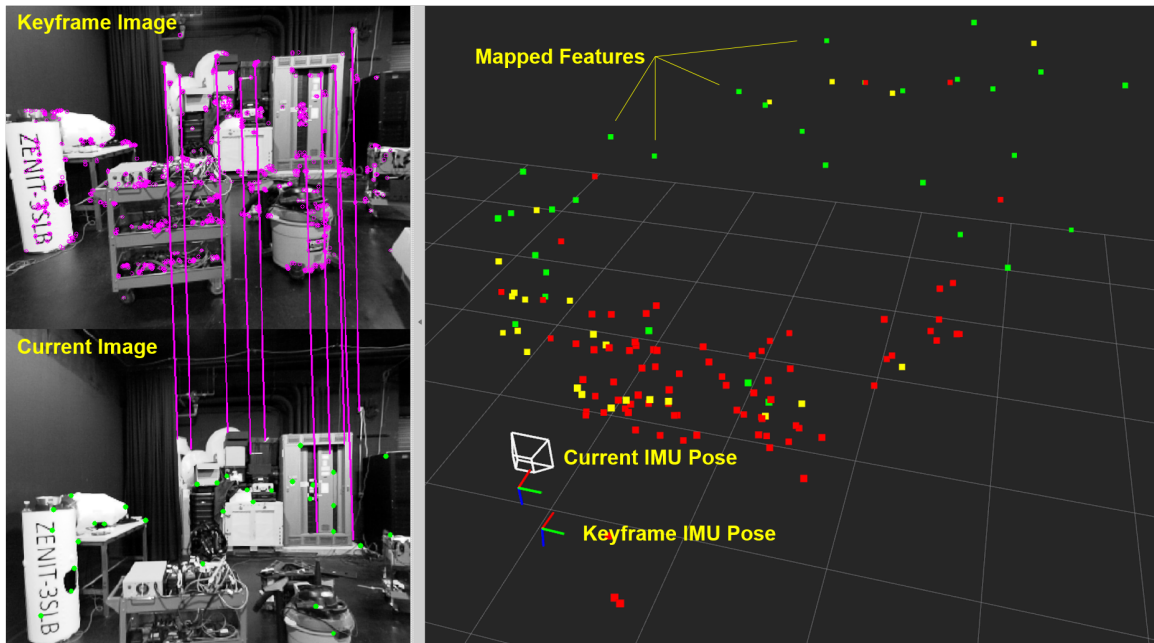 Keyframe Image
ZENIT-3SLB
Current Image
ZENIT-3SLB
Mapped Features
Current IMU Pose
Keyframe IMU Pose